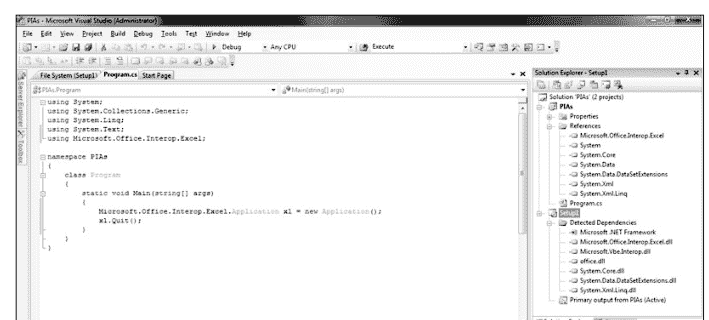 PIAs - Microsoft Visual Studio (Administrator)
File Edit View Project Build Debug Tools Test Window Help
Debug Any CPU Execute
File System (Setup1) Program.cs Start Page
PIAs.Program Main(string[] args)
using System;
using System.Collections.Generic;
using System.Linq;
using System.Text;
using Microsoft.Office.Interop.Excel;
namespace PIAs
{
class Program
{
static void Main(string[] args)
{
Microsoft.Office.Interop.Excel.Application xl = new Application();
xl.Quit();
}
}
}
Server Explorer
Toolbox
Solution Explorer - Setup1
Solution 'PIAs' (2 projects)
PIAs
Properties
References
Microsoft.Office.Interop.Excel
System
System.Core
System.Data
System.Data.DataSetExtensions
System.Xml
System.Xml.Linq
Program.cs
Setup1
Detected Dependencies
Microsoft .NET Framework
Microsoft.Office.Interop.Excel.dll
Microsoft.Vbe.Interop.dll
office.dll
System.Core.dll
System.Data.DataSetExtensions.dll
System.Xml.Linq.dll
Primary output from PIAs (Active)